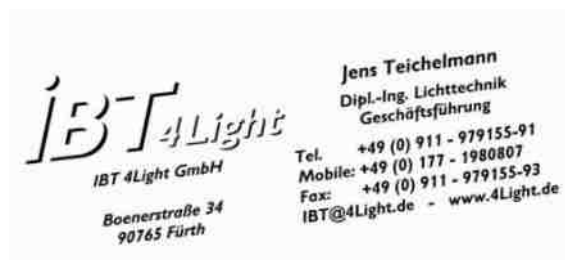 iBT 4Light
IBT 4Light GmbH
Boenerstraße 34
90765 Fürth
Jens Teichelmann
Dipl.-Ing. Lichttechnik
Geschäftsführung
Tel. +49 (0) 911 - 979155-91
Mobile: +49 (0) 177 - 1980807
Fax: +49 (0) 911 - 979155-93
IBT@4Light.de - www.4Light.de